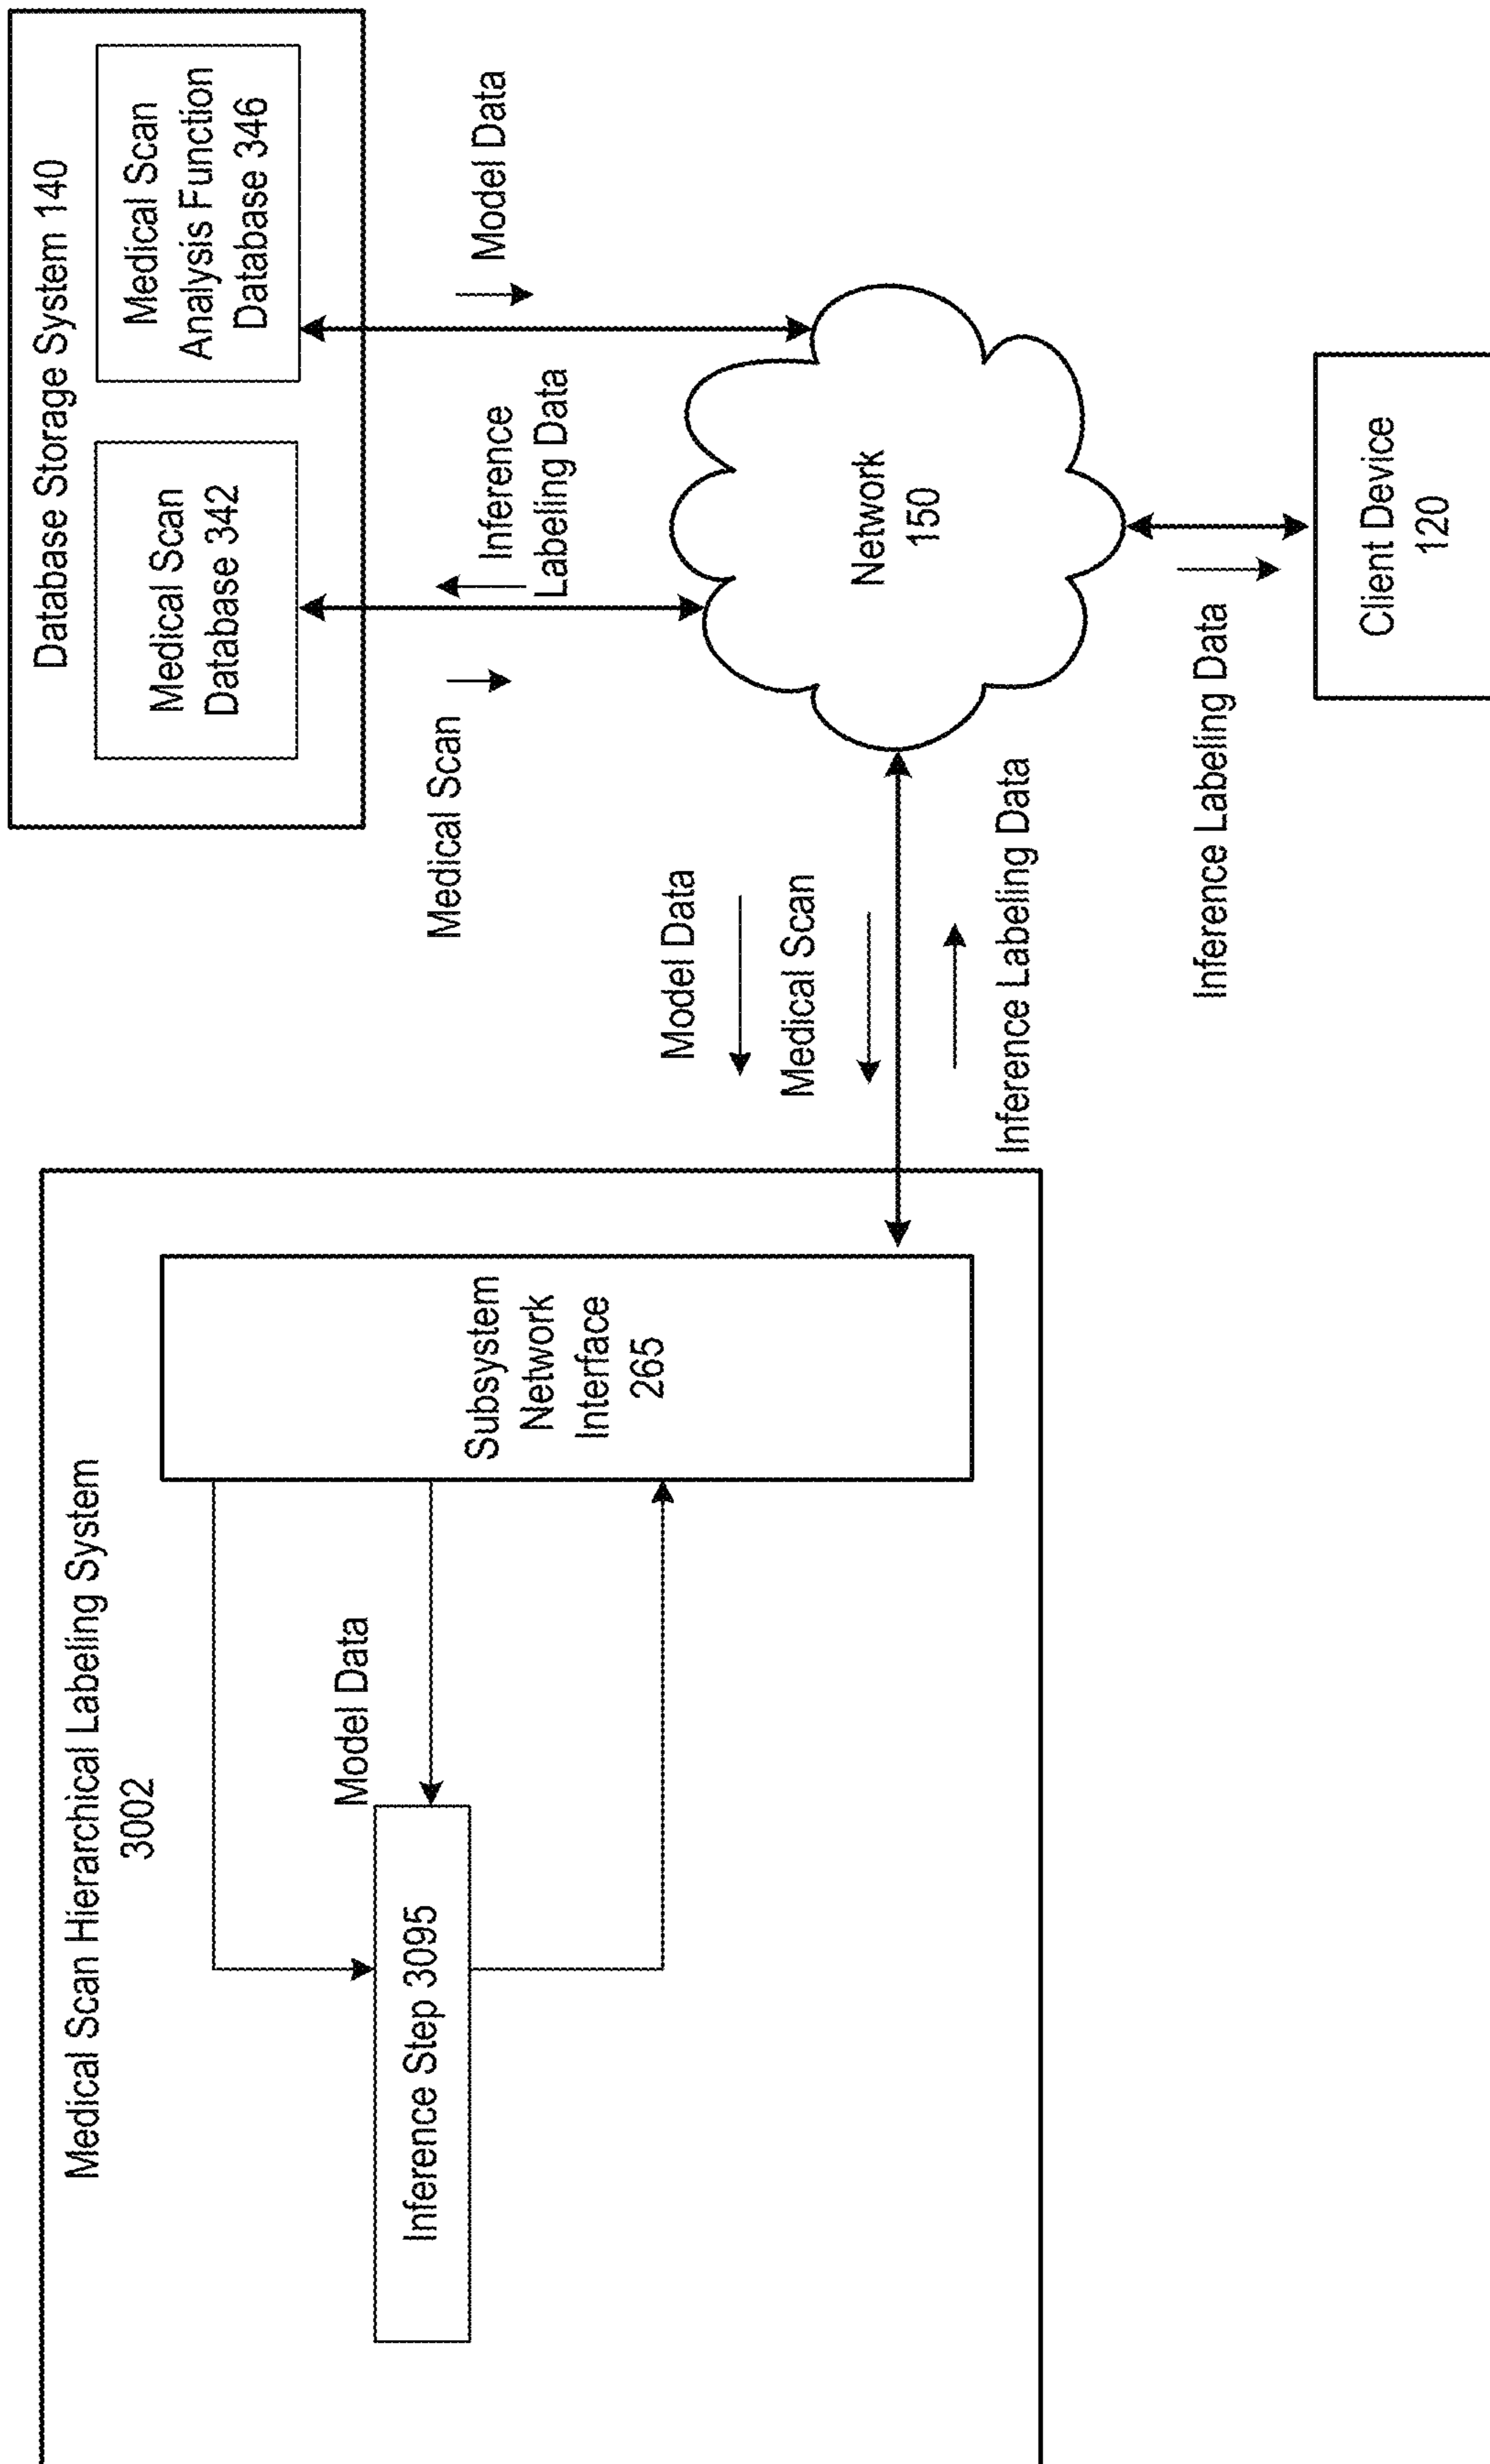 Medical Scan Hierarchical Labeling System
3002
Inference Step 3095
Model Data
Subsystem
Network
Interface
265
Model Data
Medical Scan
Inference Labeling Data
Database Storage System 140
Medical Scan
Database 342
Medical Scan
Analysis Function
Database 346
Medical Scan
Inference
Labeling Data
Model Data
Network
150
Inference Labeling Data
Client Device
120